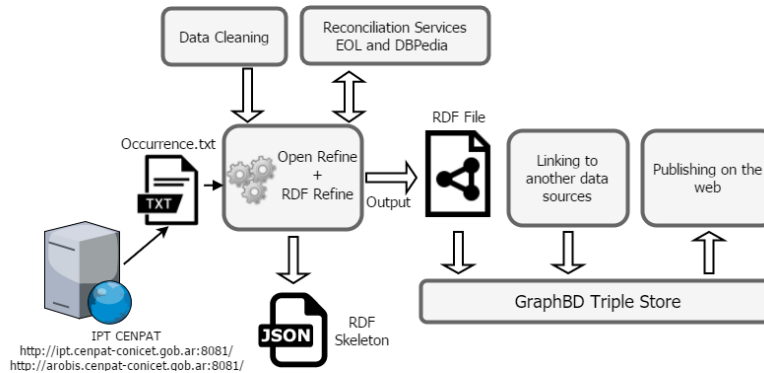 Data Cleaning
Reconciliation Services
EOL and DBPedia
Occurrence.txt
TXT
Open Refine
+
RDF Refine
Output
RDF File
Linking to
another data
sources
Publishing on the
web
IPT CENPAT
http://ipt.cenpat-conicet.gob.ar:8081/
http://arobis.cenpat-conicet.gob.ar:8081/
JSON
RDF
Skeleton
GraphBD Triple Store